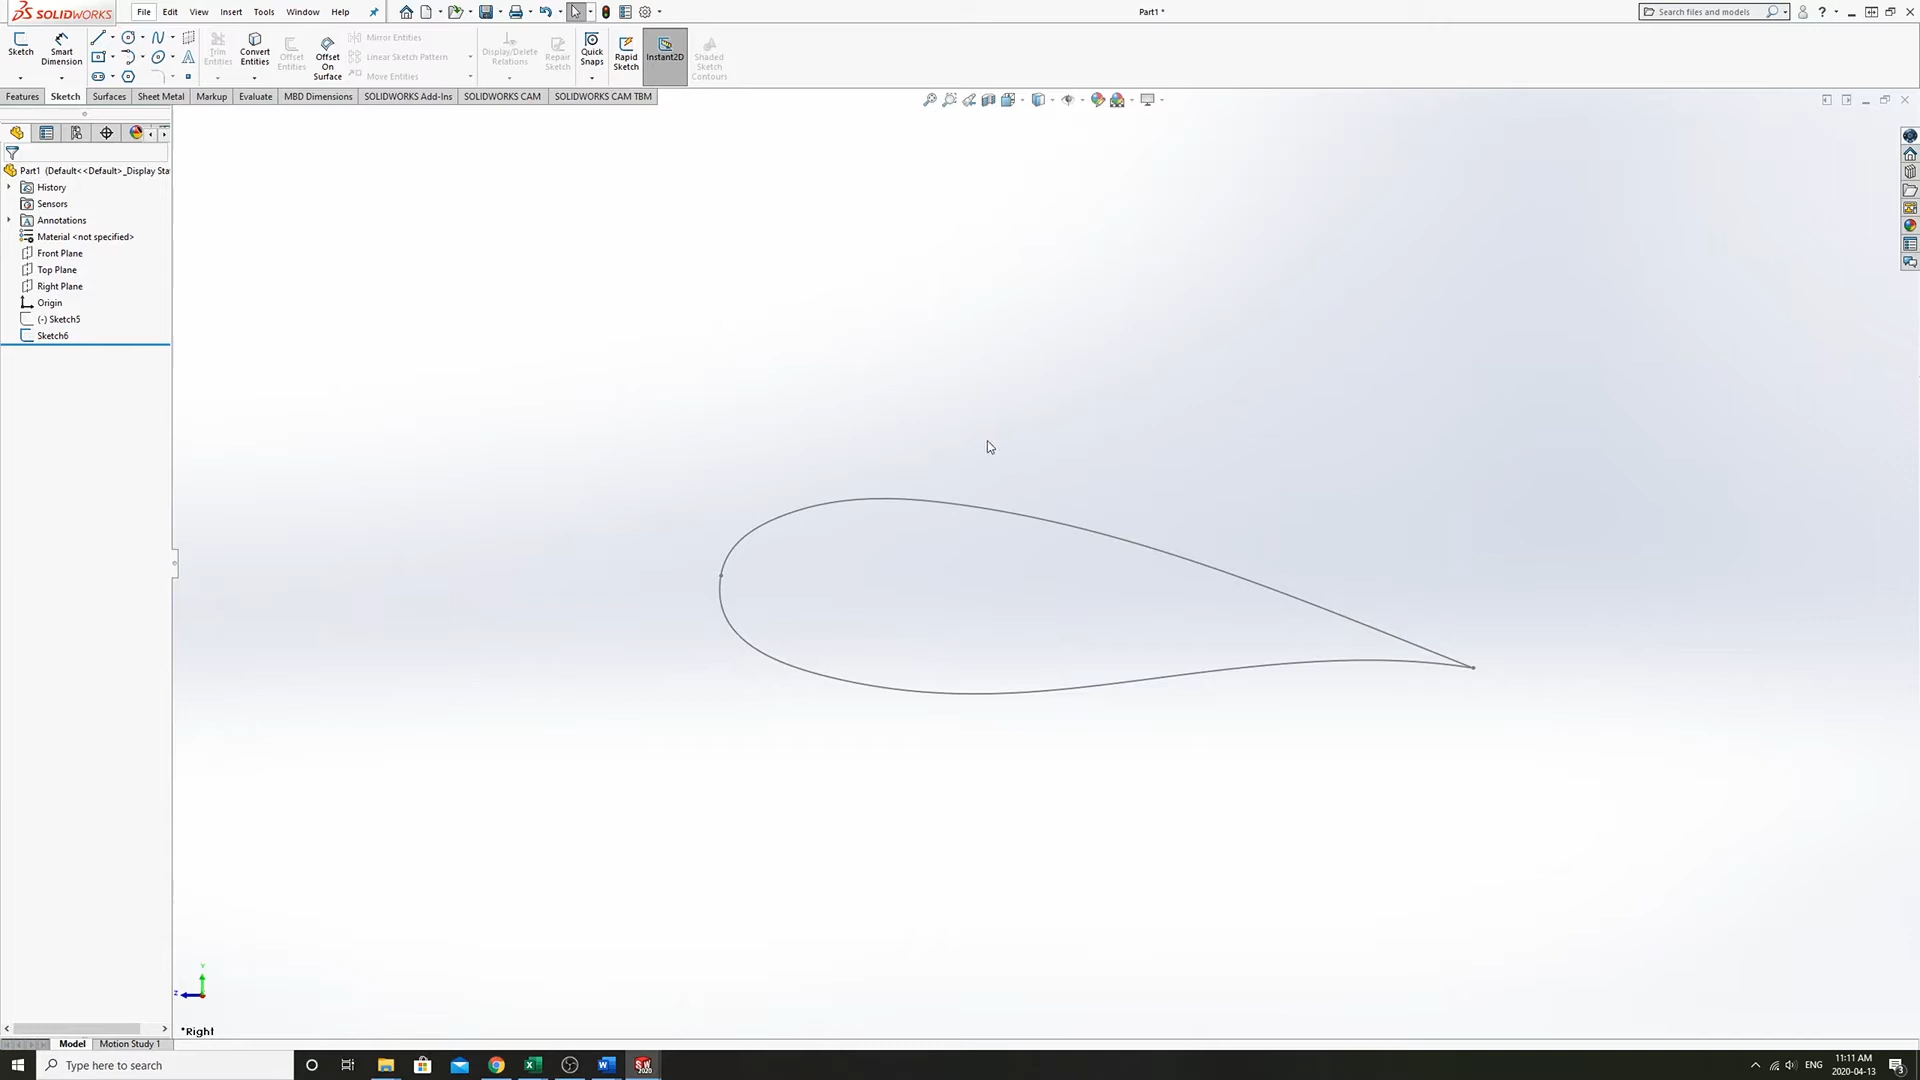 SOLIDWORKS File Edit View Insert Tools Window Help Part1 * Search files and models
Sketch Smart Dimension Trim Entities Convert Entities Offset Entities Offset On Surface Mirror Entities Linear Sketch Pattern Move Entities Display/Delete Relations Repair Sketch Quick Snaps Rapid Sketch Instant2D Shaded Sketch Contours
Features Sketch Surfaces Sheet Metal Markup Evaluate MBD Dimensions SOLIDWORKS Add-Ins SOLIDWORKS CAM SOLIDWORKS CAM TBM
Part1 (Default<<Default>_Display Sta
History
Sensors
Annotations
Material <not specified>
Front Plane
Top Plane
Right Plane
Origin
(-) Sketch5
Sketch6
Y
Z
*Right
Model Motion Study 1
Type here to search ENG 11:11 AM
2020-04-13